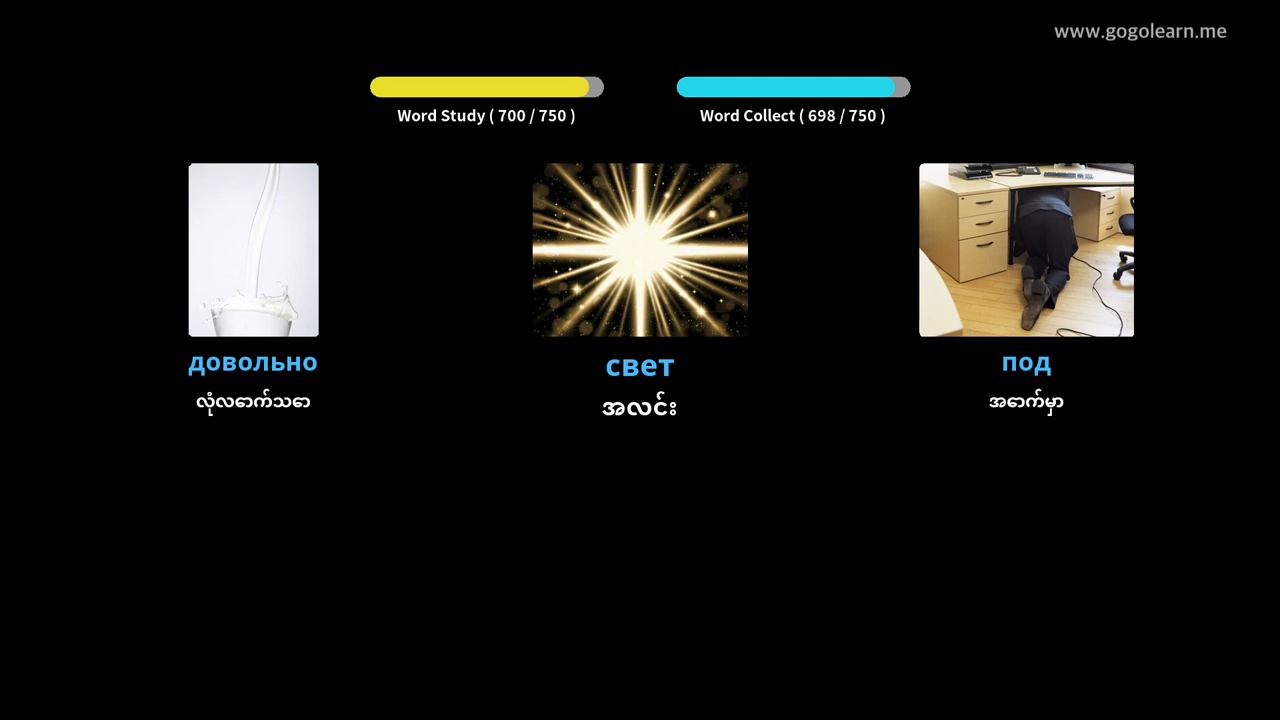 www.gogolearn.me
Word Study ( 700 / 750 )
Word Collect ( 698 / 750 )
довольно
свет
под
လုံလောက်သော
အလင်း
အောက်မှာ